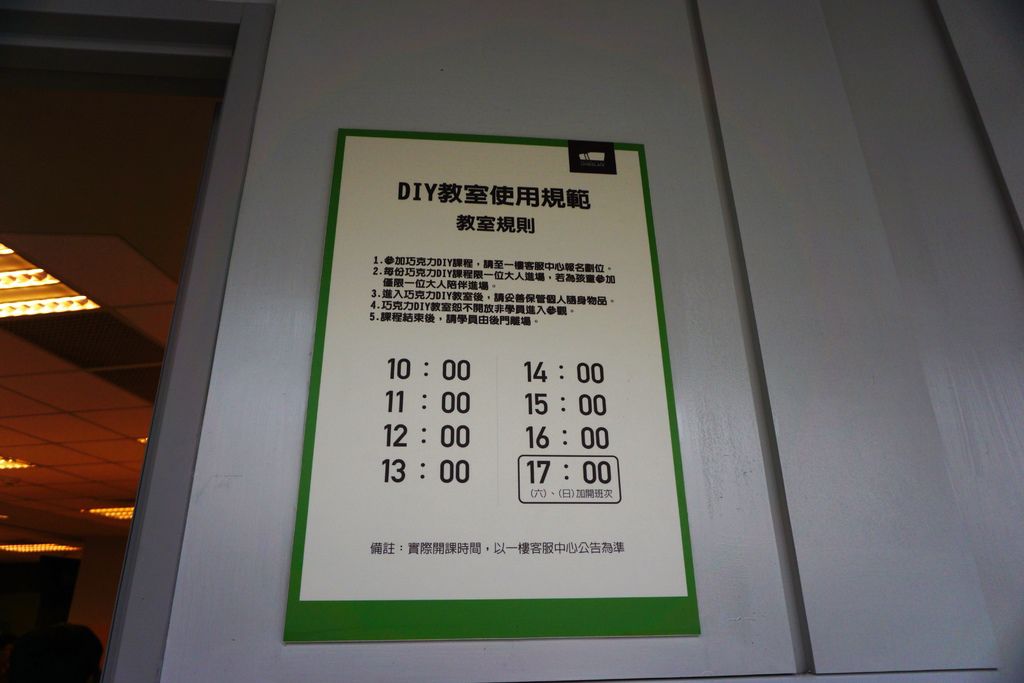 DIY教室使用規範
教室規則
1.參加巧克力DIY課程，請至一樓客服中心報名劃位。
2.每份巧克力DIY課程限一位大人進場，若為孩童參加
僅限一位大人陪伴進場。
3.進入巧克力DIY教室後，請妥善保管個人隨身物品。
4.巧克力DIY教室恕不開放非學員進入參觀。
5.課程結束後，請學員由後門離場。
10：00 14：00
11：00 15：00
12：00 16：00
13：00 17：00
(六)、(日)加開班次
備註：實際開課時間，以一樓客服中心公告為準